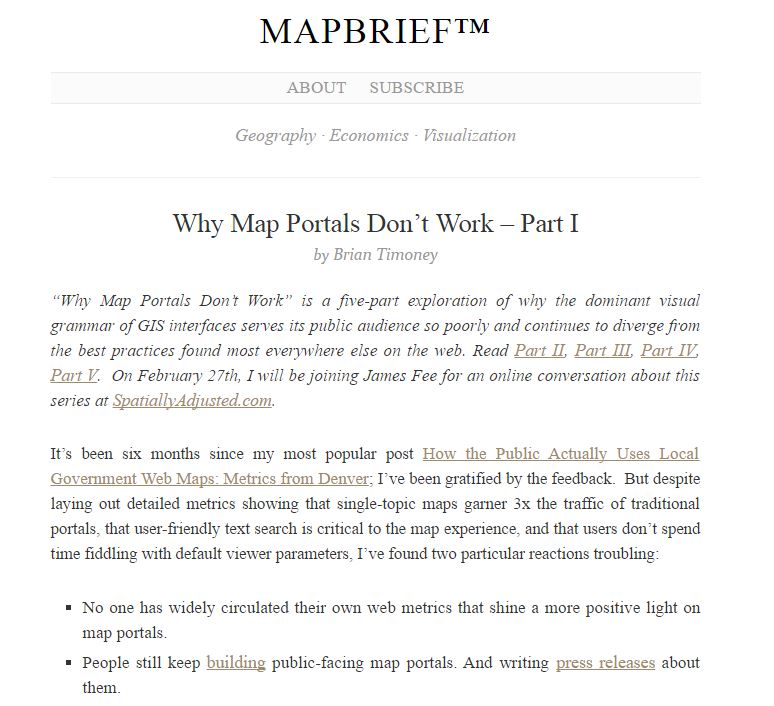 MAPBRIEF™
ABOUT SUBSCRIBE
Geography · Economics · Visualization
Why Map Portals Don’t Work – Part I
by Brian Timoney
“Why Map Portals Don’t Work” is a five-part exploration of why the dominant visual
grammar of GIS interfaces serves its public audience so poorly and continues to diverge from
the best practices found most everywhere else on the web. Read Part II, Part III, Part IV,
Part V. On February 27th, I will be joining James Fee for an online conversation about this
series at SpatiallyAdjusted.com.
It’s been six months since my most popular post How the Public Actually Uses Local
Government Web Maps: Metrics from Denver; I’ve been gratified by the feedback. But despite
laying out detailed metrics showing that single-topic maps garner 3x the traffic of traditional
portals, that user-friendly text search is critical to the map experience, and that users don’t spend
time fiddling with default viewer parameters, I’ve found two particular reactions troubling:
▪ No one has widely circulated their own web metrics that shine a more positive light on
map portals.
▪ People still keep building public-facing map portals. And writing press releases about
them.